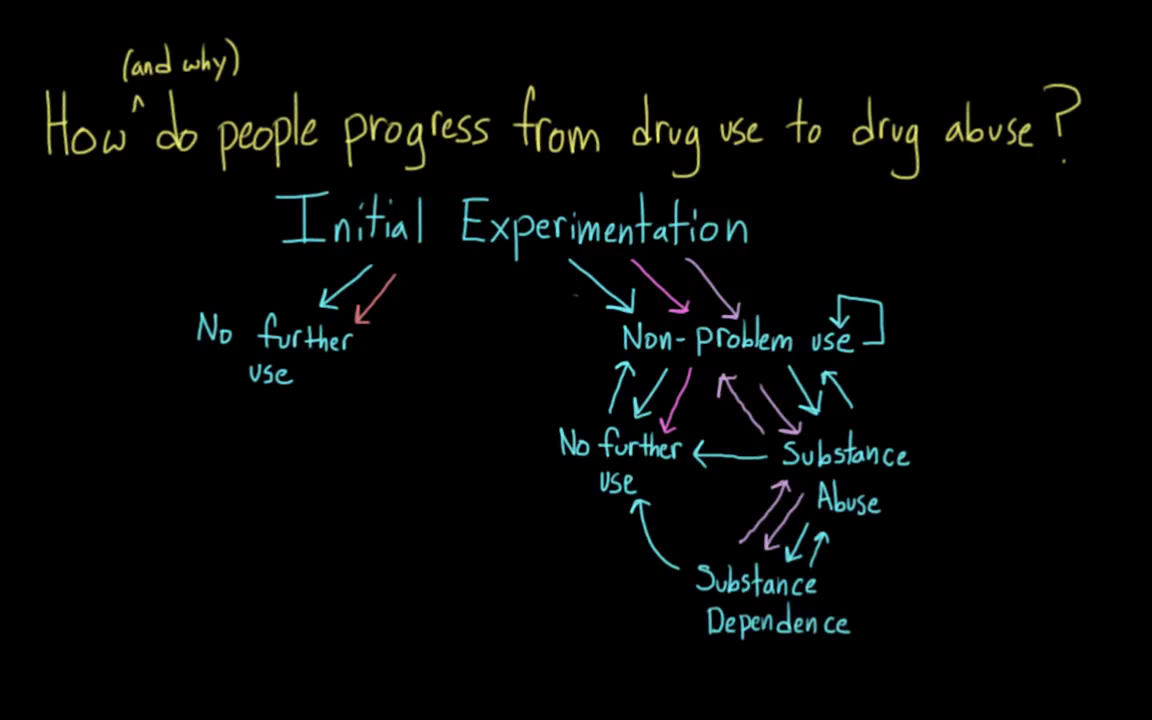 (and why)
How ^ do people progress from drug use to drug abuse?
Initial Experimentation
No further
use
Non-problem use
No further
use
Substance
Abuse
Substance
Dependence